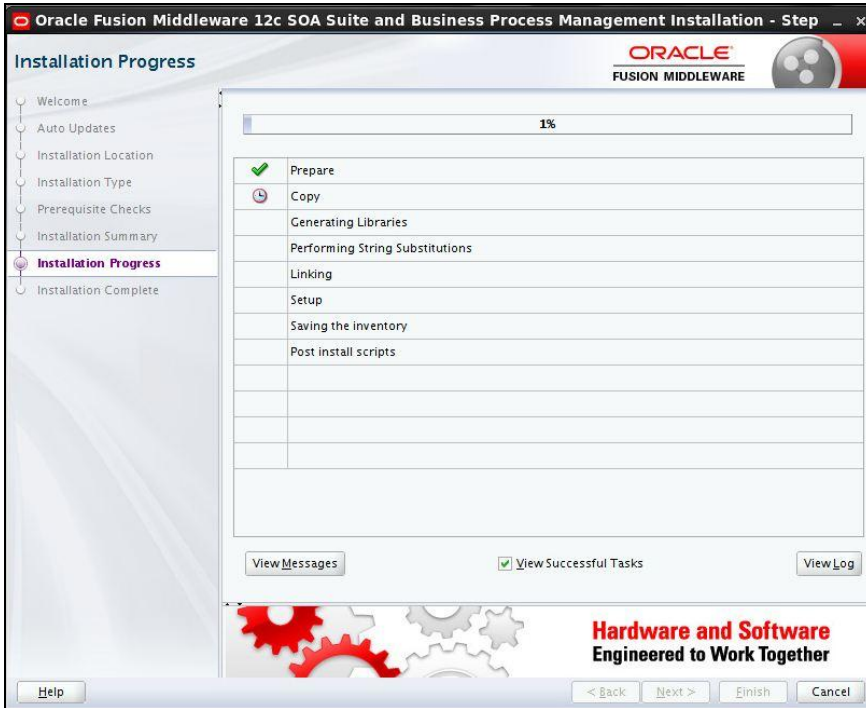 Oracle Fusion Middleware 12c SOA Suite and Business Process Management Installation - Step
Installation Progress
ORACLE
FUSION MIDDLEWARE
Welcome
Auto Updates
Installation Location
Installation Type
Prerequisite Checks
Installation Summary
Installation Progress
Installation Complete
1%
Prepare
Copy
Generating Libraries
Performing String Substitutions
Linking
Setup
Saving the inventory
Post install scripts
View Messages
View Successful Tasks
View Log
Hardware and Software
Engineered to Work Together
Help
< Back
Next >
Finish
Cancel